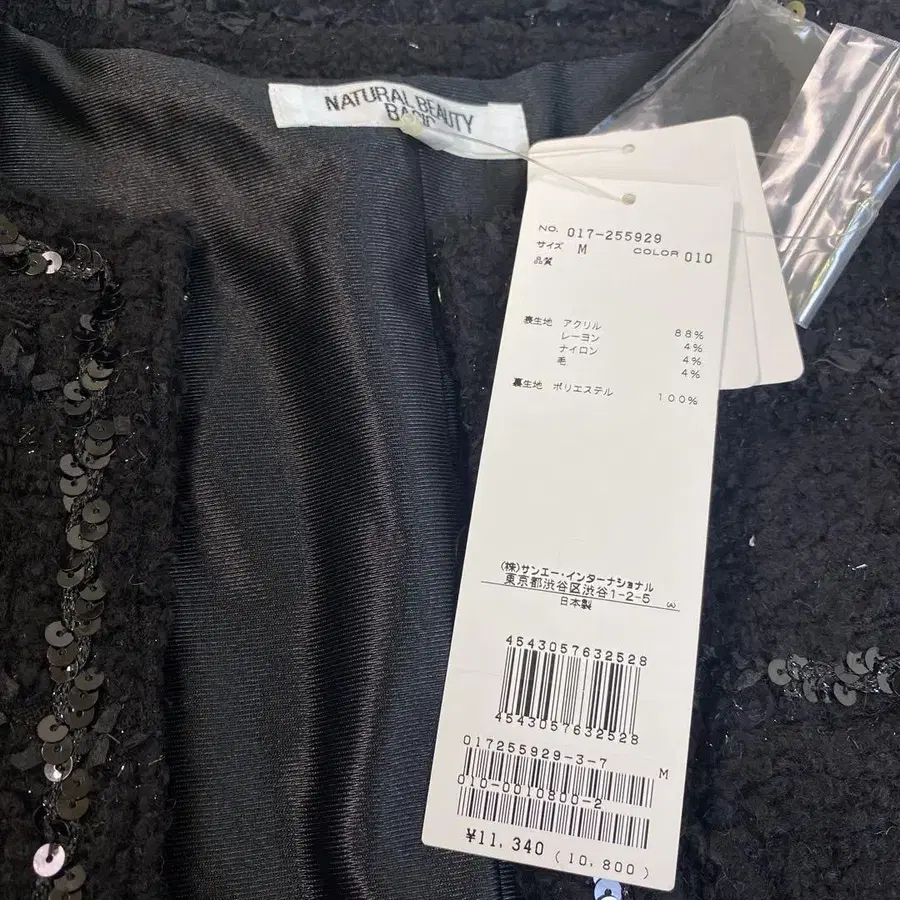 NATURAL BEAUTY
BASIC
NO. 017-255929
サイズ M COLOR 010
品質
表生地 アクリル 88%
レーヨン 4%
ナイロン 4%
毛 4%
裏生地 ポリエステル 100%
(株)サンエー・インターナショナル
東京都渋谷区渋谷1-2-5 ω
日本製
4543057632528
4543057632528
017255929-3-7 M
010-0010800-2
¥11,340 (10,800)